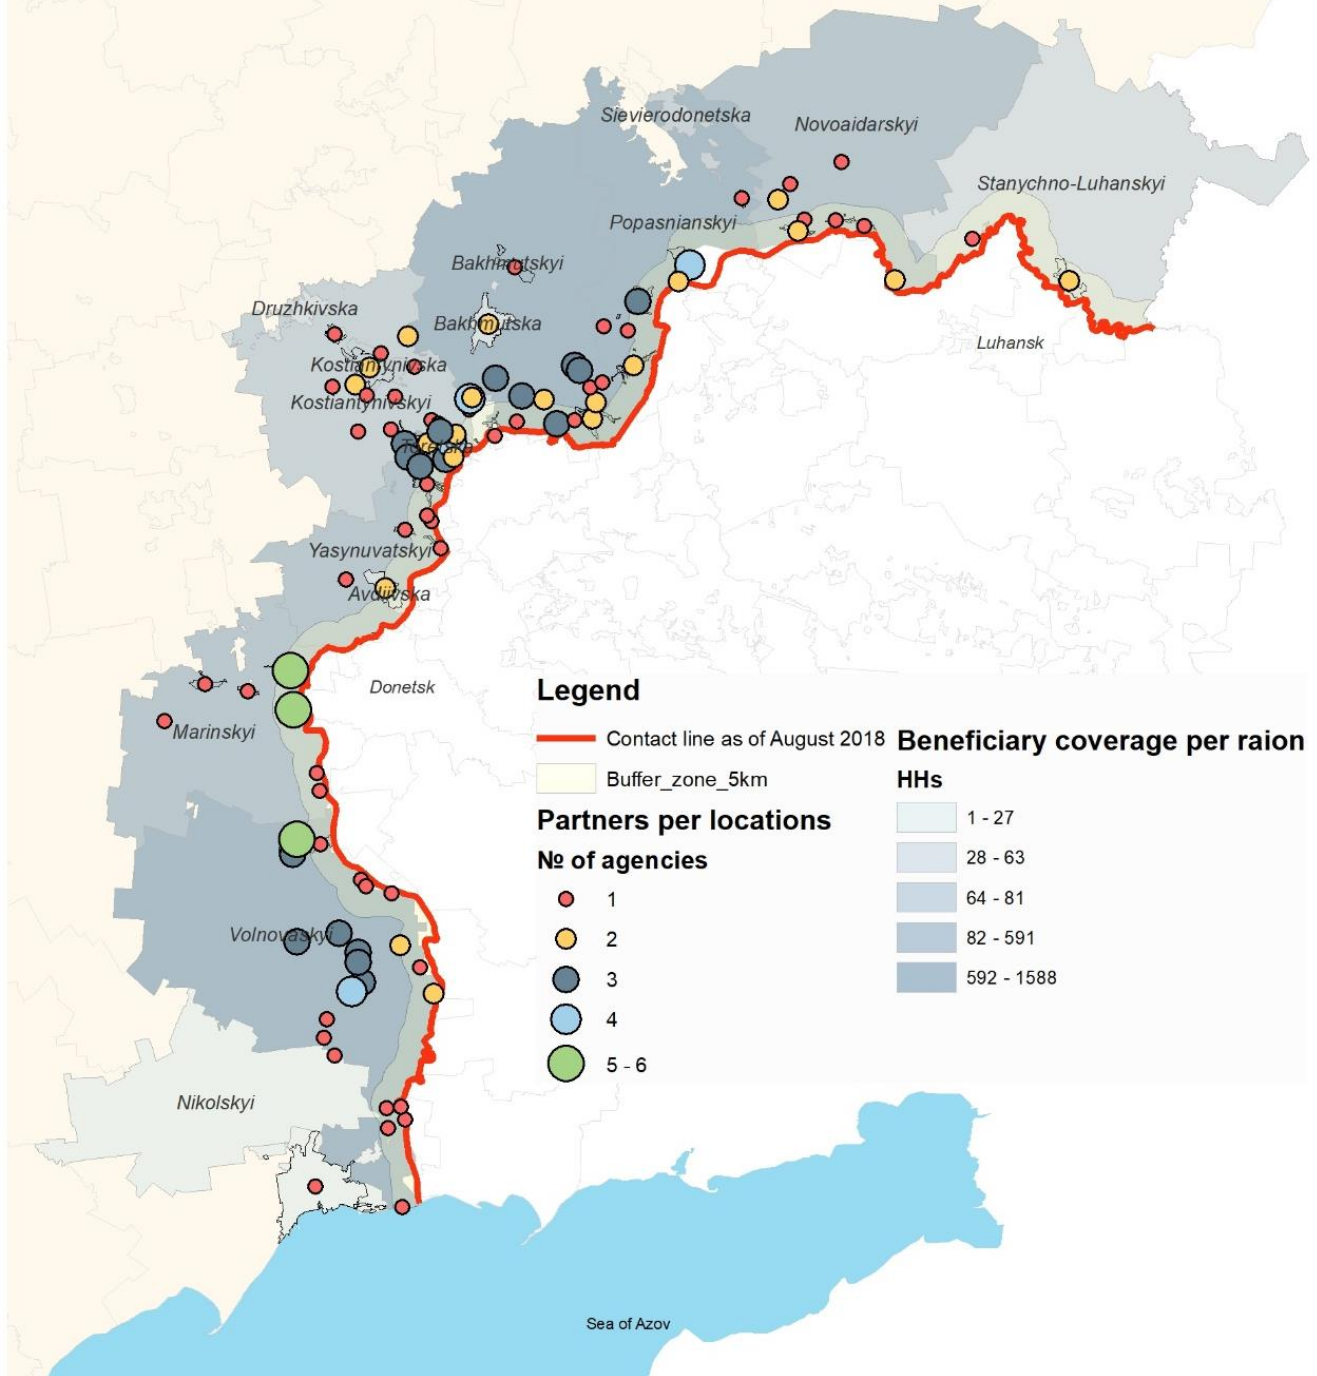 Sievierodonetska
Novoaidarskyi
Stanychno-Luhanskyi
Popasnianskyi
Bakhmutskyi
Druzhkivska
Bakhmutska
Luhansk
Kostiantynivska
Kostiantynivskyi
Toretska
Yasynuvatskyi
Avdiivska
Donetsk
Marinskyi
Volnovaskyi
Nikolskyi
Legend
Contact line as of August 2018
Buffer_zone_5km
Partners per locations
№ of agencies
1
2
3
4
5 - 6
Beneficiary coverage per raion
HHs
1 - 27
28 - 63
64 - 81
82 - 591
592 - 1588
Sea of Azov